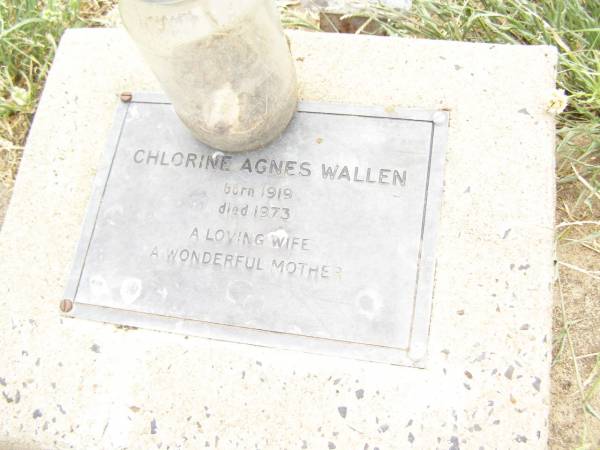 CHLORINE AGNES WALLEN
born 1919
died 1973
A LOVING WIFE
A WONDERFUL MOTHER